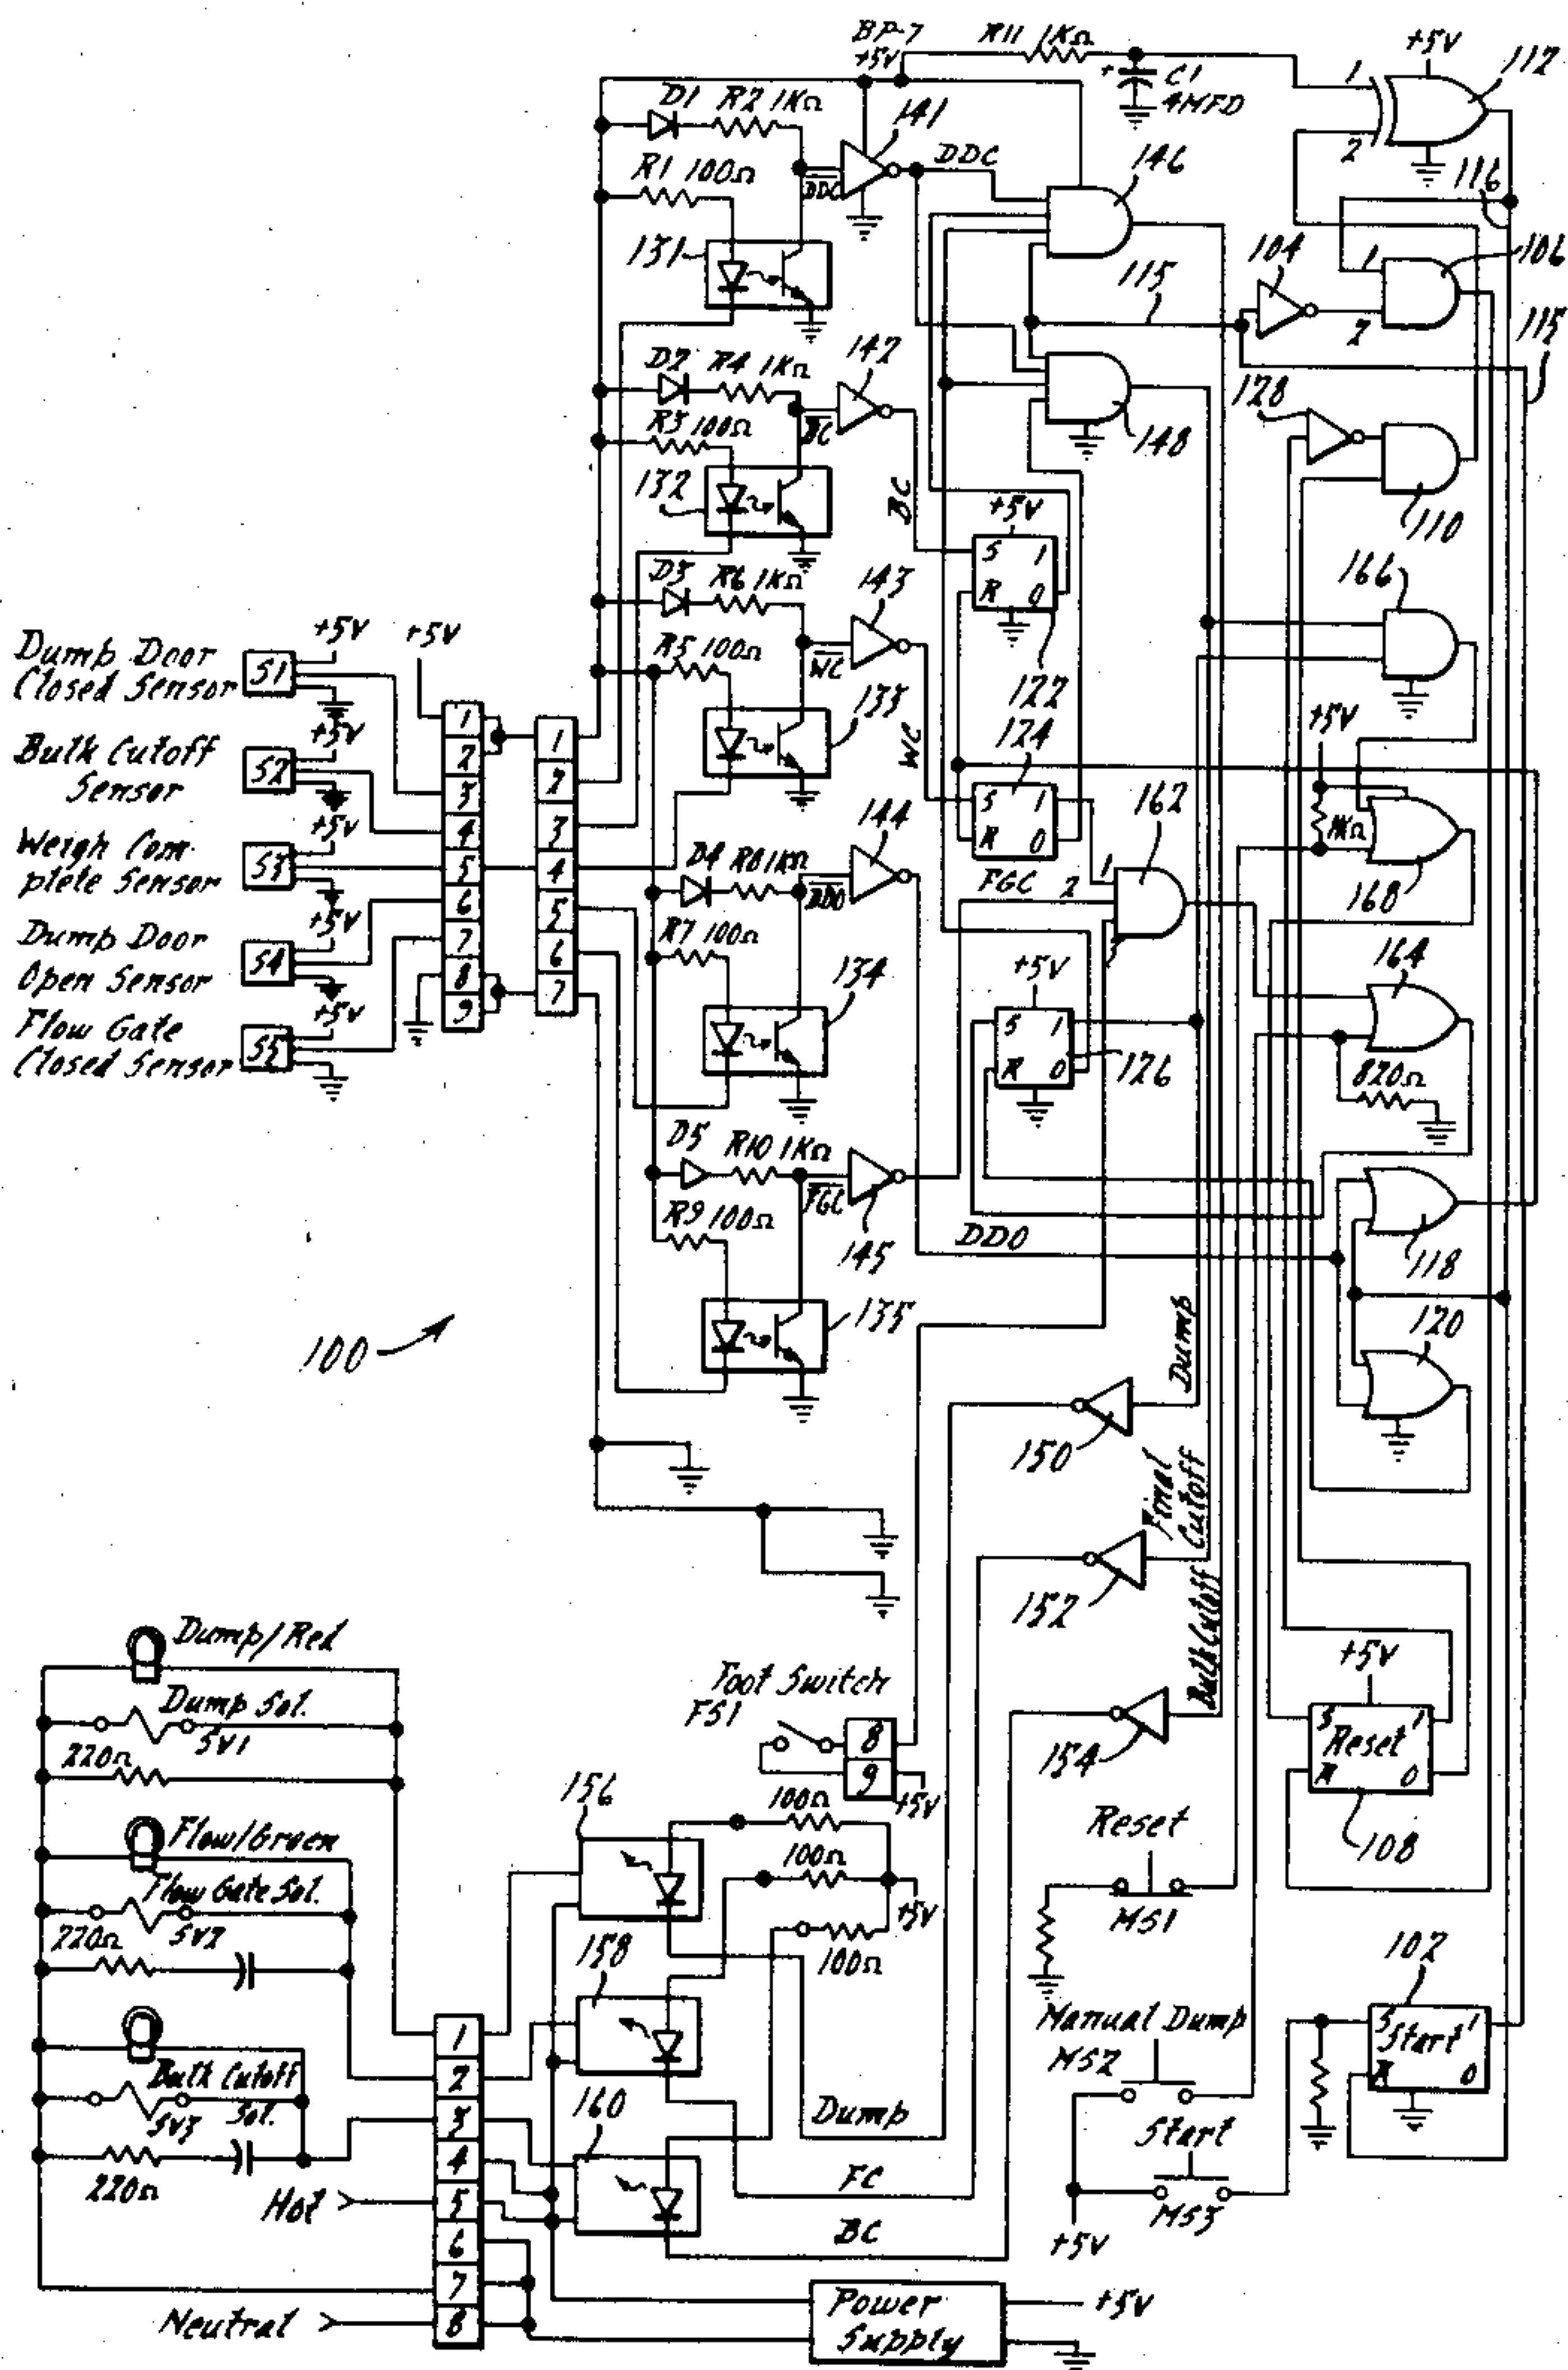 BP-7
+5V
R11 1KΩ
+
C1
4MFD
+5V
1
2
112
D1 R2 1KΩ
141
DDC
146
R1 100Ω
DDC
116
131
104
1
2
106
115
115
D2 R4 1KΩ
142
128
R3 100Ω
BC
148
132
BC
+5V
110
S 1
R 0
D3 R6 1KΩ
143
166
Dump Door
Closed Sensor
S1
+5V
+5V
R5 100Ω
WC
122
Bulk Cutoff
Sensor
S2
+5V
133
WC
124
+5V
S 1
R 0
162
1KΩ
Weigh Com-
plete Sensor
S3
+5V
144
168
D4 R8 1KΩ
DDO
FGC
1
2
3
Dump Door
Open Sensor
S4
+5V
R7 100Ω
134
+5V
164
Flow Gate
Closed Sensor
S5
+5V
S 1
R 0
126
820Ω
1
2
3
4
5
6
7
8
9
1
2
3
4
5
6
7
D5 R10 1KΩ
FGC
145
R9 100Ω
DDO
118
135
120
100
Dump
150
Final
Cutoff
152
Bulk Cutoff
154
Dump/Red
Dump Sol.
SV1
220Ω
Foot Switch
FS1
8
9
+5V
+5V
S 1
Reset
R 0
108
156
100Ω
100Ω
+5V
100Ω
Reset
MS1
Flow/Green
Flow Gate Sol.
SV2
220Ω
158
102
S 1
Start
R 0
Manual Dump
MS2
Bulk Cutoff
Sol.
SV3
220Ω
160
Dump
Start
MS3
+5V
FC
BC
Hot
1
2
3
4
5
6
7
8
Neutral
Power
Supply
+5V